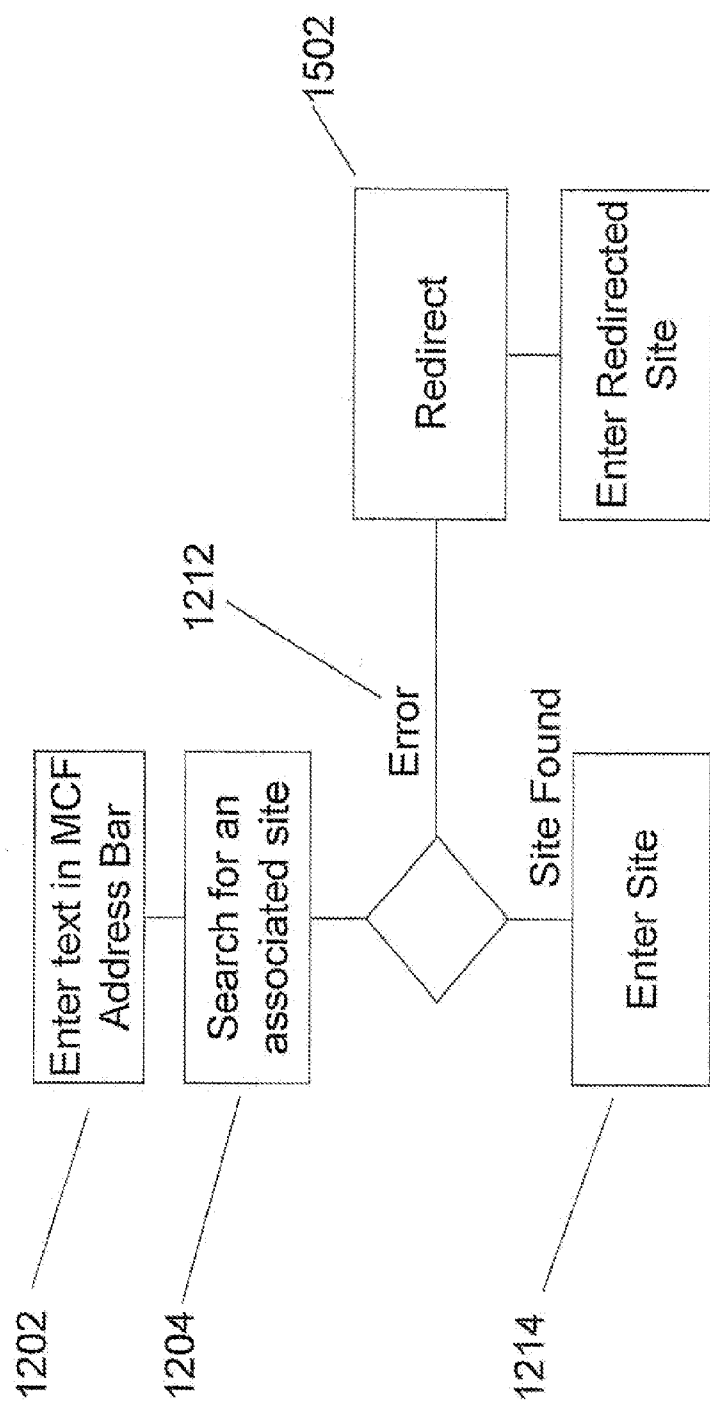 1202
Enter text in MCF
Address Bar
1204
Search for an
associated site
1212
Error
1502
Redirect
Site Found
1214
Enter Site
Enter Redirected
Site